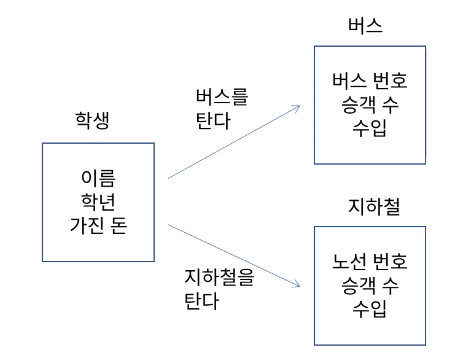 버스
버스 번호
승객 수
수입
버스를
탄다
학생
이름
학년
가진 돈
지하철을
탄다
지하철
노선 번호
승객 수
수입